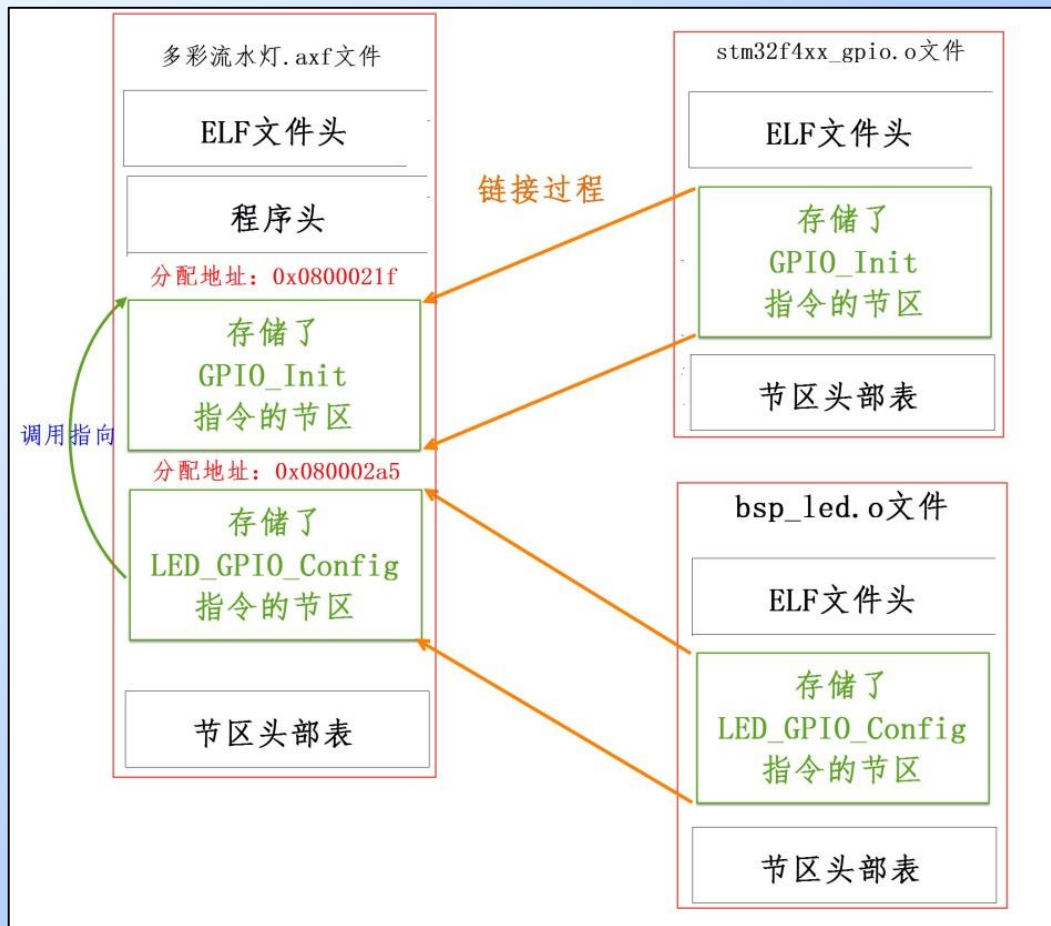 多彩流水灯.axf文件
ELF文件头
程序头
分配地址：0x0800021f
存储了
GPIO_Init
指令的节区
调用指向
分配地址：0x080002a5
存储了
LED_GPIO_Config
指令的节区
节区头部表
链接过程
stm32f4xx_gpio.o文件
ELF文件头
存储了
GPIO_Init
指令的节区
节区头部表
bsp_led.o文件
ELF文件头
存储了
LED_GPIO_Config
指令的节区
节区头部表